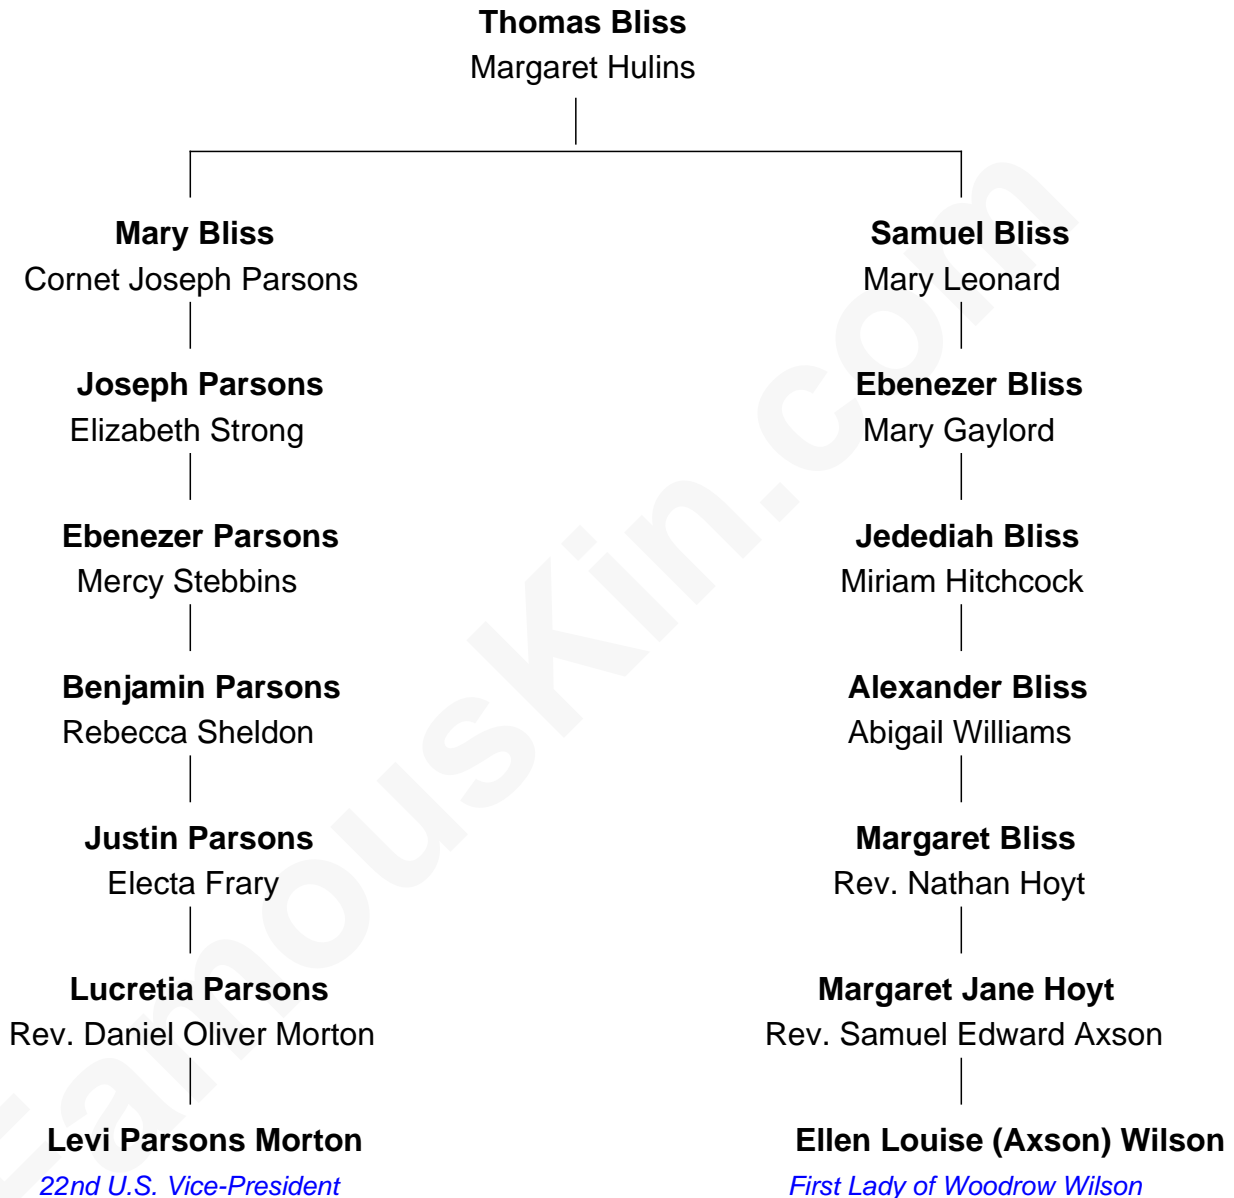 Thomas Bliss
Margaret Hulins
Mary Bliss
Cornet Joseph Parsons
Samuel Bliss
Mary Leonard
Joseph Parsons
Elizabeth Strong
Ebenezer Bliss
Mary Gaylord
Ebenezer Parsons
Mercy Stebbins
Jedediah Bliss
Miriam Hitchcock
Benjamin Parsons
Rebecca Sheldon
Alexander Bliss
Abigail Williams
Justin Parsons
Electa Frary
Margaret Bliss
Rev. Nathan Hoyt
Lucretia Parsons
Rev. Daniel Oliver Morton
Margaret Jane Hoyt
Rev. Samuel Edward Axson
Levi Parsons Morton
22nd U.S. Vice-President
Ellen Louise (Axson) Wilson
First Lady of Woodrow Wilson
FamousKin.com